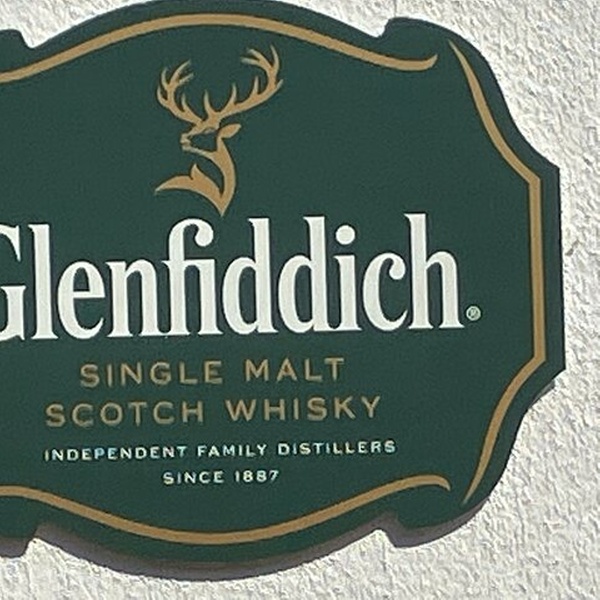 Glenfiddich®
SINGLE MALT
SCOTCH WHISKY
INDEPENDENT FAMILY DISTILLERS
SINCE 1887